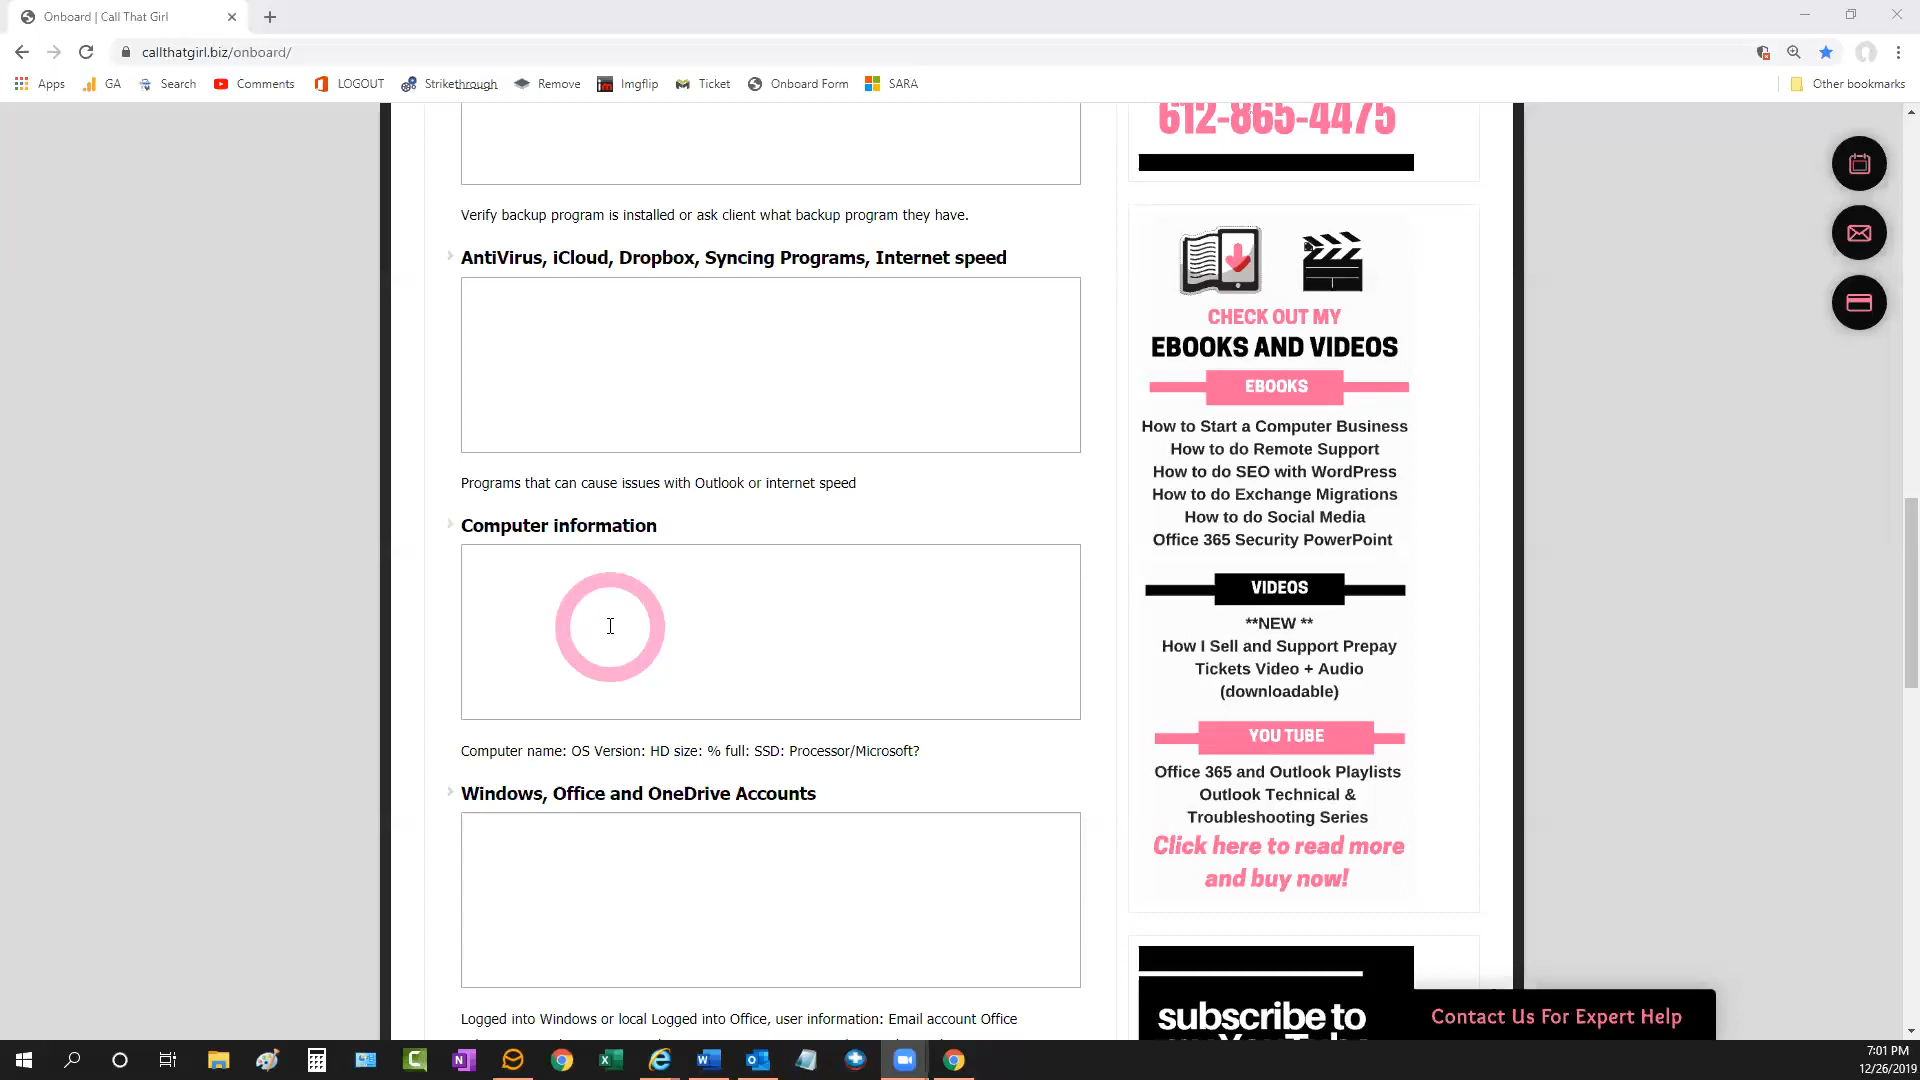 Onboard | Call That Girl
callthatgirl.biz/onboard/
Apps
GA
Search
Comments
LOGOUT
Strikethrough
Remove
Imgflip
Ticket
Onboard Form
SARA
Other bookmarks
612-865-4475
Verify backup program is installed or ask client what backup program they have.
AntiVirus, iCloud, Dropbox, Syncing Programs, Internet speed
Programs that can cause issues with Outlook or internet speed
Computer information
Computer name: OS Version: HD size: % full: SSD: Processor/Microsoft?
Windows, Office and OneDrive Accounts
Logged into Windows or local Logged into Office, user information: Email account Office
CHECK OUT MY
EBOOKS AND VIDEOS
EBOOKS
How to Start a Computer Business
How to do Remote Support
How to do SEO with WordPress
How to do Exchange Migrations
How to do Social Media
Office 365 Security PowerPoint
VIDEOS
**NEW **
How I Sell and Support Prepay
Tickets Video + Audio
(downloadable)
YOU TUBE
Office 365 and Outlook Playlists
Outlook Technical &
Troubleshooting Series
Click here to read more
and buy now!
subscribe to
my YouTube
Contact Us For Expert Help
7:01 PM
12/26/2019